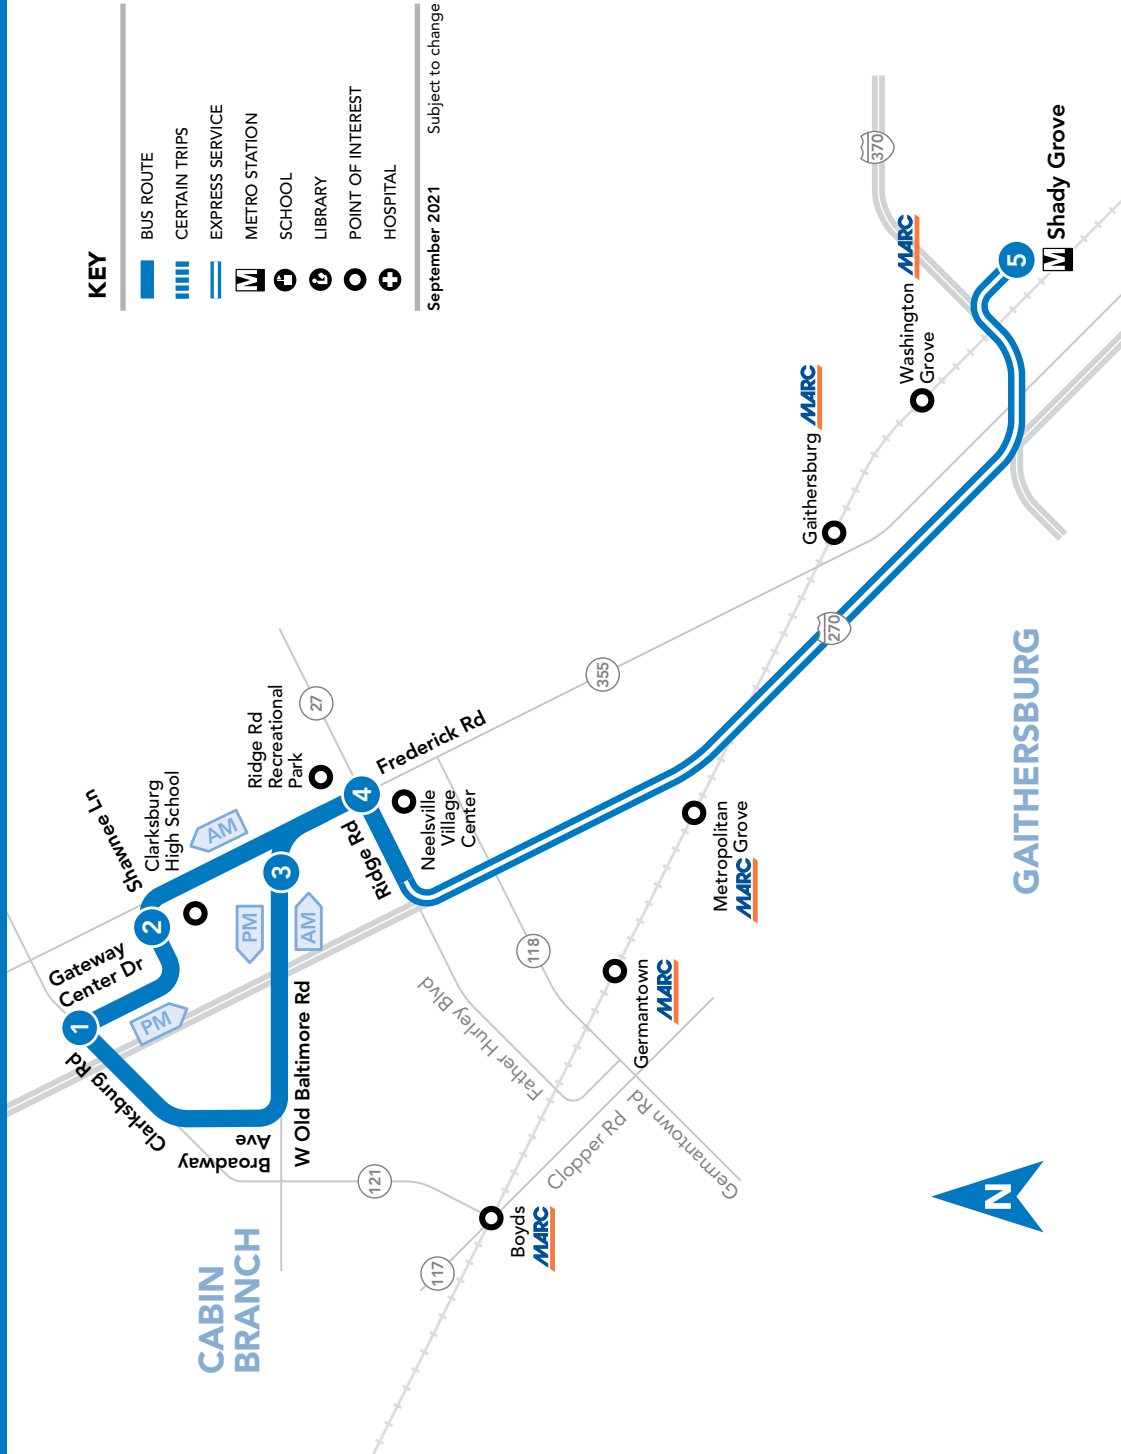 KEY
BUS ROUTE
CERTAIN TRIPS
EXPRESS SERVICE
M
METRO STATION
SCHOOL
LIBRARY
POINT OF INTEREST
HOSPITAL
September 2021
Subject to change
Shawnee Ln
Clarksburg
High School
Gateway
Center Dr
1
2
3
4
5
AM
PM
PM
AM
Clarksburg Rd
Broadway
Ave
W Old Baltimore Rd
Ridge Rd
Recreational
Park
27
Frederick Rd
Ridge Rd
Neelsville
Village
Center
355
118
Father Hurley Blvd
121
117
CABIN
BRANCH
Boyds
MARC
Clopper Rd
Germantown Rd
Germantown
MARC
Metropolitan
MARC Grove
270
Gaithersburg MARC
Washington MARC
Grove
370
M Shady Grove
GAITHERSBURG
N